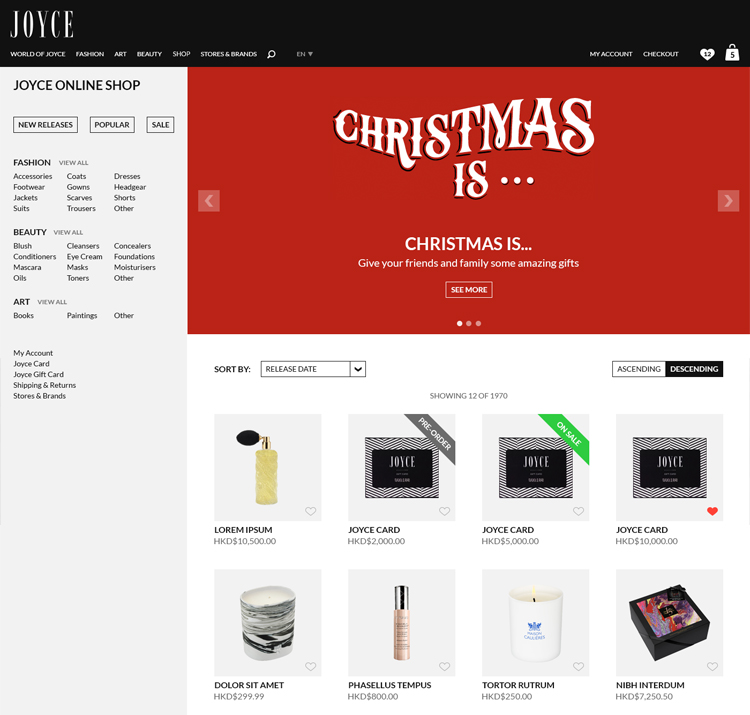 JOYCE
WORLD OF JOYCE FASHION ART BEAUTY SHOP STORES & BRANDS EN MY ACCOUNT CHECKOUT 12 5
JOYCE ONLINE SHOP
NEW RELEASES POPULAR SALE
FASHION VIEW ALL
Accessories Coats Dresses
Footwear Gowns Headgear
Jackets Scarves Shorts
Suits Trousers Other
BEAUTY VIEW ALL
Blush Cleansers Concealers
Conditioners Eye Cream Foundations
Mascara Masks Moisturisers
Oils Toners Other
ART VIEW ALL
Books Paintings Other
My Account
Joyce Card
Joyce Gift Card
Shipping & Returns
Stores & Brands
CHRISTMAS
IS ...
CHRISTMAS IS...
Give your friends and family some amazing gifts
SEE MORE
SORT BY: RELEASE DATE ASCENDING DESCENDING
SHOWING 12 OF 1970
PRE-ORDER ON SALE
JOYCE JOYCE JOYCE
LOREM IPSUM JOYCE CARD JOYCE CARD JOYCE CARD
HKD$10,500.00 HKD$2,000.00 HKD$5,000.00 HKD$10,000.00
MAISON
CAULIÈRES
DOLOR SIT AMET PHASELLUS TEMPUS TORTOR RUTRUM NIBH INTERDUM
HKD$299.99 HKD$800.00 HKD$250.00 HKD$7,250.50